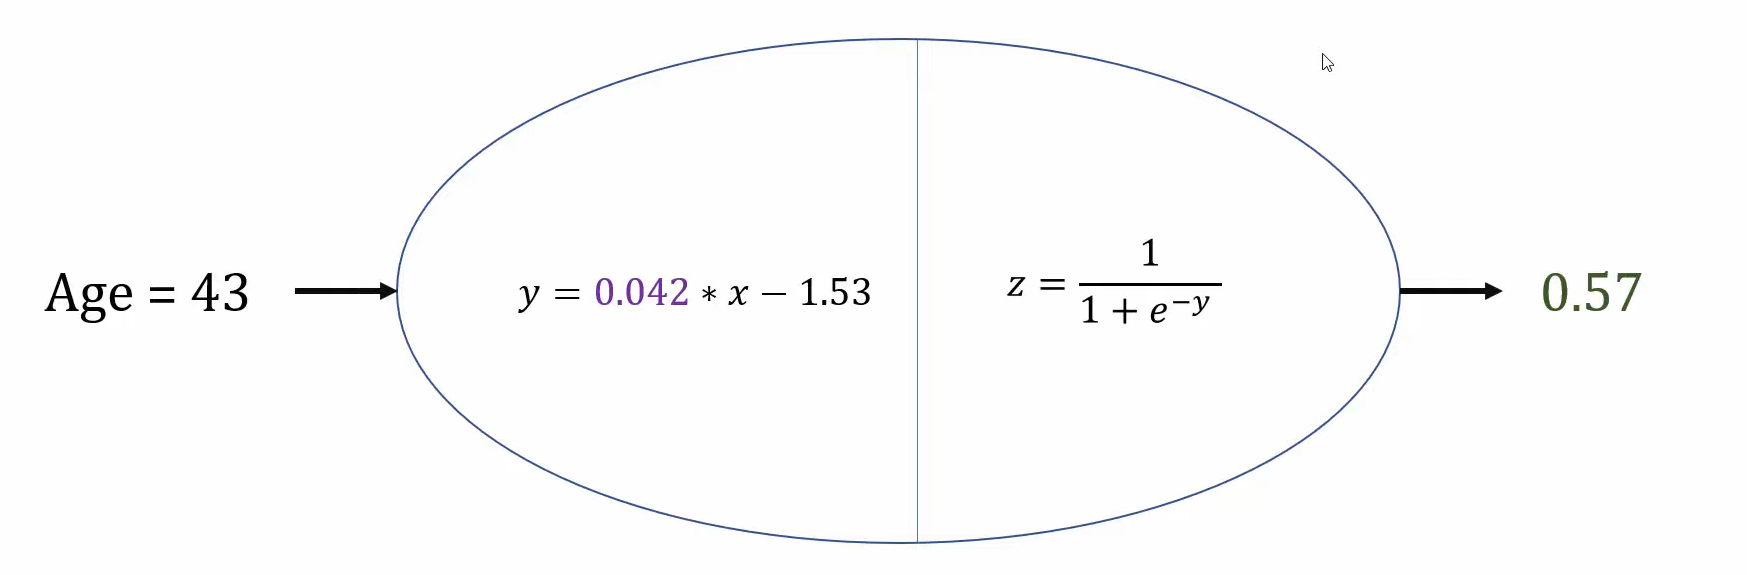 Age = 43
y = 0.042 * x − 1.53
z = 1 / (1 + e^{−y})
0.57